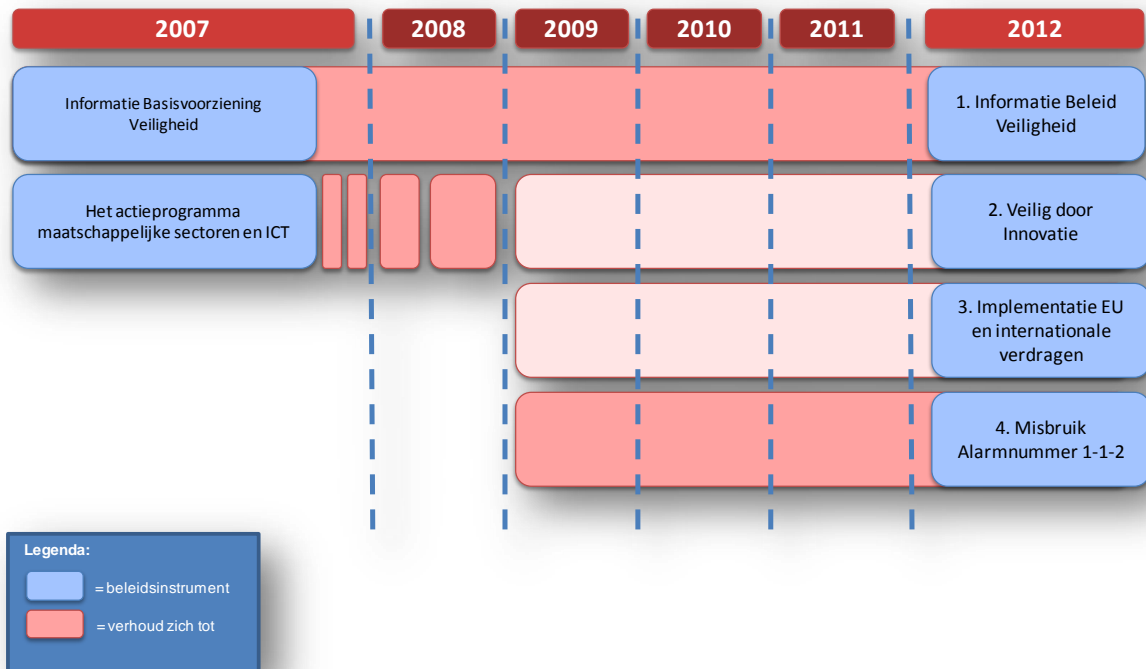 2007
2008
2009
2010
2011
2012
Informatie Basisvoorziening
Veiligheid
1. Informatie Beleid
Veiligheid
Het actieprogramma
maatschappelijke sectoren en ICT
2. Veilig door
Innovatie
3. Implementatie EU
en internationale
verdragen
4. Misbruik
Alarmnummer 1-1-2
Legenda:
= beleidsinstrument
= verhoud zich tot